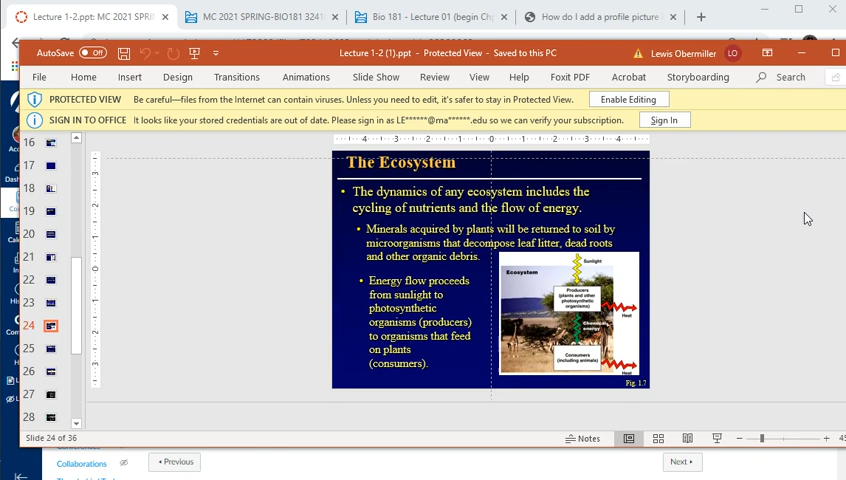 Lecture 1-2.ppt: MC 2021 SPRI
MC 2021 SPRING-BIO181 3241
Bio 181 - Lecture 01 (begin Ch
How do I add a profile picture
AutoSave Off
Lecture 1-2 (1).ppt - Protected View - Saved to this PC
Lewis Obermiller LO
File Home Insert Design Transitions Animations Slide Show Review View Help Foxit PDF Acrobat Storyboarding Search
PROTECTED VIEW Be careful—files from the Internet can contain viruses. Unless you need to edit, it's safer to stay in Protected View. Enable Editing
SIGN IN TO OFFICE It looks like your stored credentials are out of date. Please sign in as LE******@ma******.edu so we can verify your subscription. Sign In
16
17
18
19
20
21
22
23
24
25
26
27
28
The Ecosystem
• The dynamics of any ecosystem includes the
cycling of nutrients and the flow of energy.
• Minerals acquired by plants will be returned to soil by
microorganisms that decompose leaf litter, dead roots
and other organic debris.
• Energy flow proceeds
from sunlight to
photosynthetic
organisms (producers)
to organisms that feed
on plants
(consumers).
Sunlight
Ecosystem
Producers
(plants and other
photosynthetic
organisms)
Heat
Chemical
energy
Consumers
(including animals)
Heat
Fig. 1.7
Slide 24 of 36
Notes
Collaborations
Previous
Next